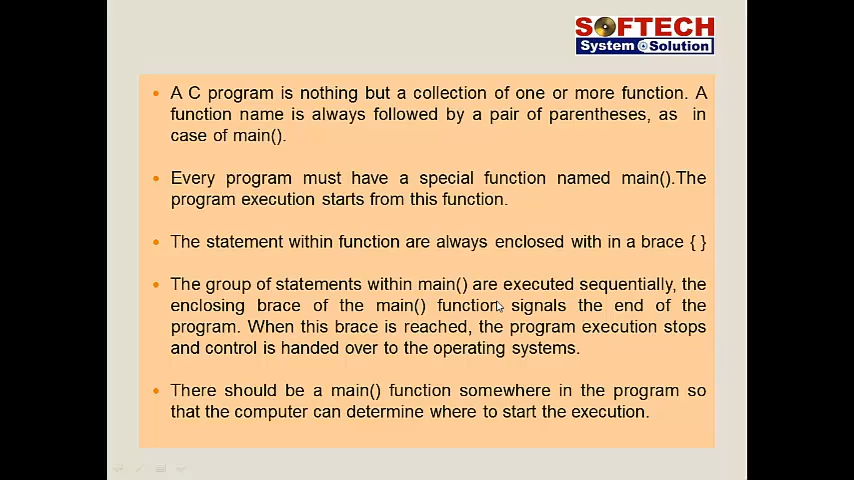 SOFTECH
System Solution
• A C program is nothing but a collection of one or more function. A
function name is always followed by a pair of parentheses, as in
case of main().
• Every program must have a special function named main().The
program execution starts from this function.
• The statement within function are always enclosed with in a brace { }
• The group of statements within main() are executed sequentially, the
enclosing brace of the main() function signals the end of the
program. When this brace is reached, the program execution stops
and control is handed over to the operating systems.
• There should be a main() function somewhere in the program so
that the computer can determine where to start the execution.